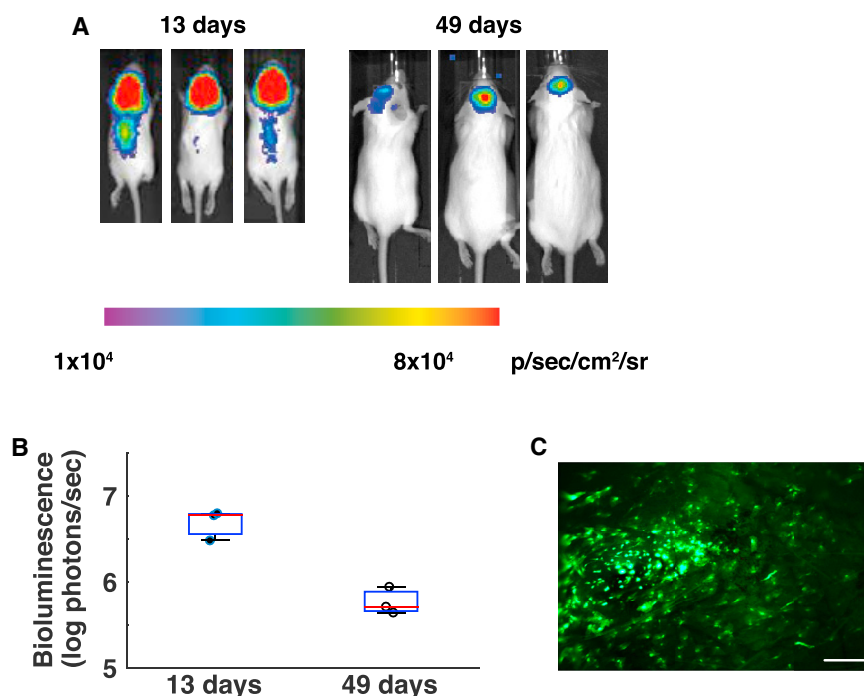 A
13 days
49 days
1x10⁴
8x10⁴
p/sec/cm²/sr
B
Bioluminescence
(log photons/sec)
7
6
5
13 days
49 days
C